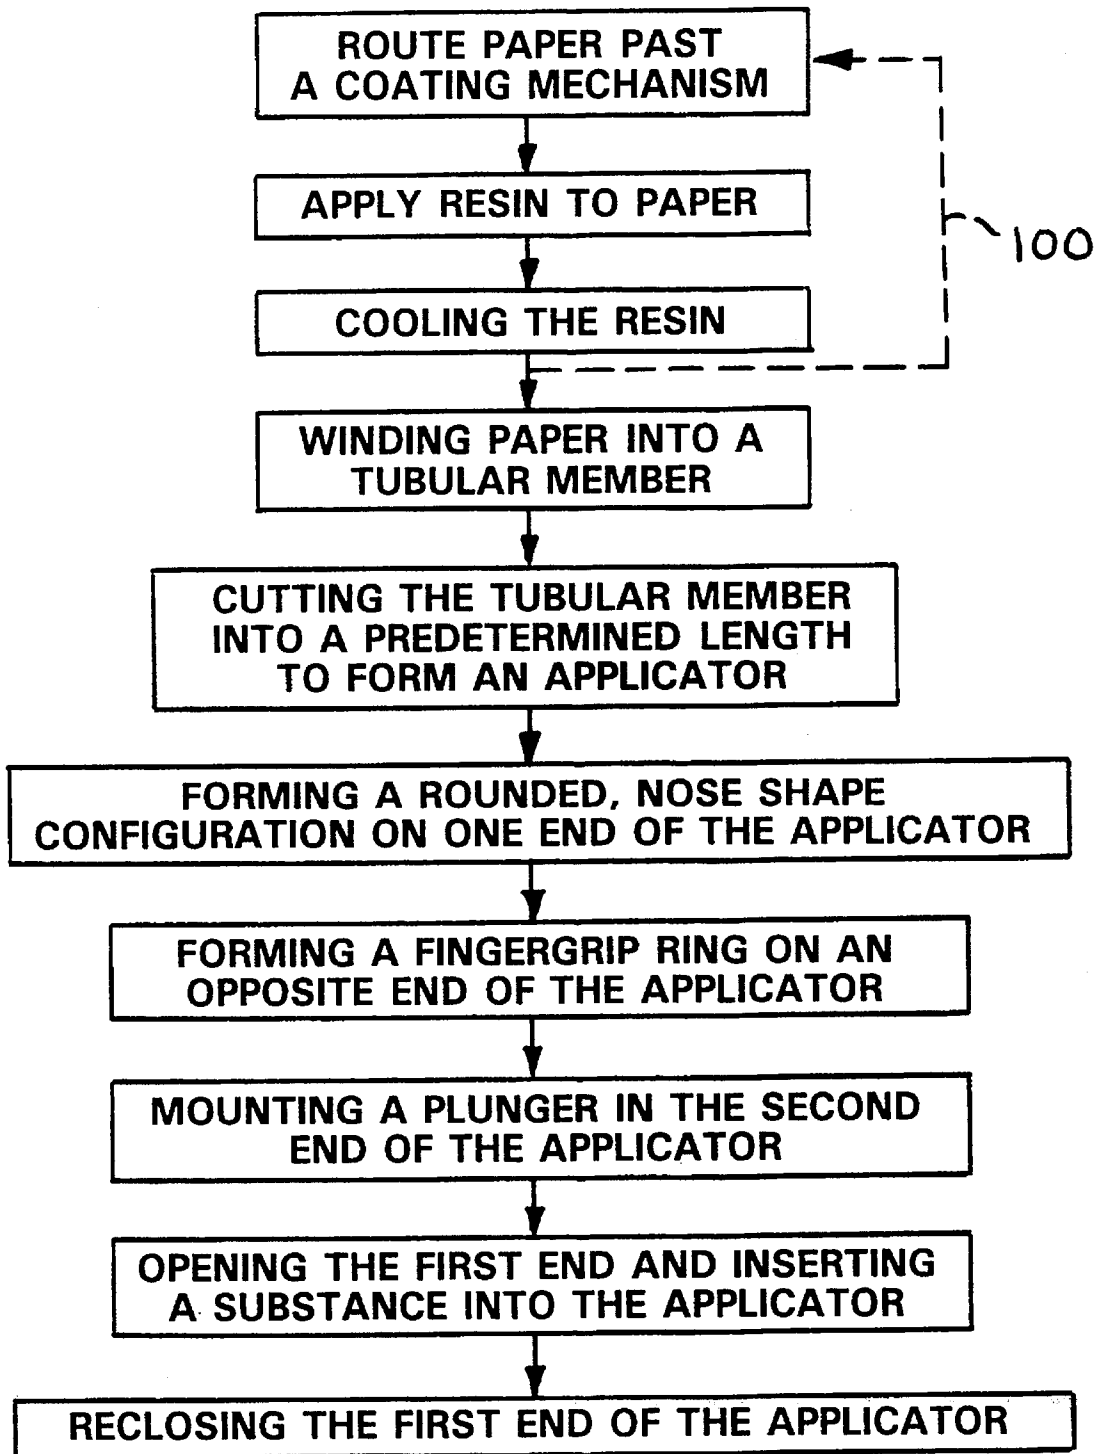 ROUTE PAPER PAST
A COATING MECHANISM
APPLY RESIN TO PAPER
COOLING THE RESIN
100
WINDING PAPER INTO A
TUBULAR MEMBER
CUTTING THE TUBULAR MEMBER
INTO A PREDETERMINED LENGTH
TO FORM AN APPLICATOR
FORMING A ROUNDED, NOSE SHAPE
CONFIGURATION ON ONE END OF THE APPLICATOR
FORMING A FINGERGRIP RING ON AN
OPPOSITE END OF THE APPLICATOR
MOUNTING A PLUNGER IN THE SECOND
END OF THE APPLICATOR
OPENING THE FIRST END AND INSERTING
A SUBSTANCE INTO THE APPLICATOR
RECLOSING THE FIRST END OF THE APPLICATOR